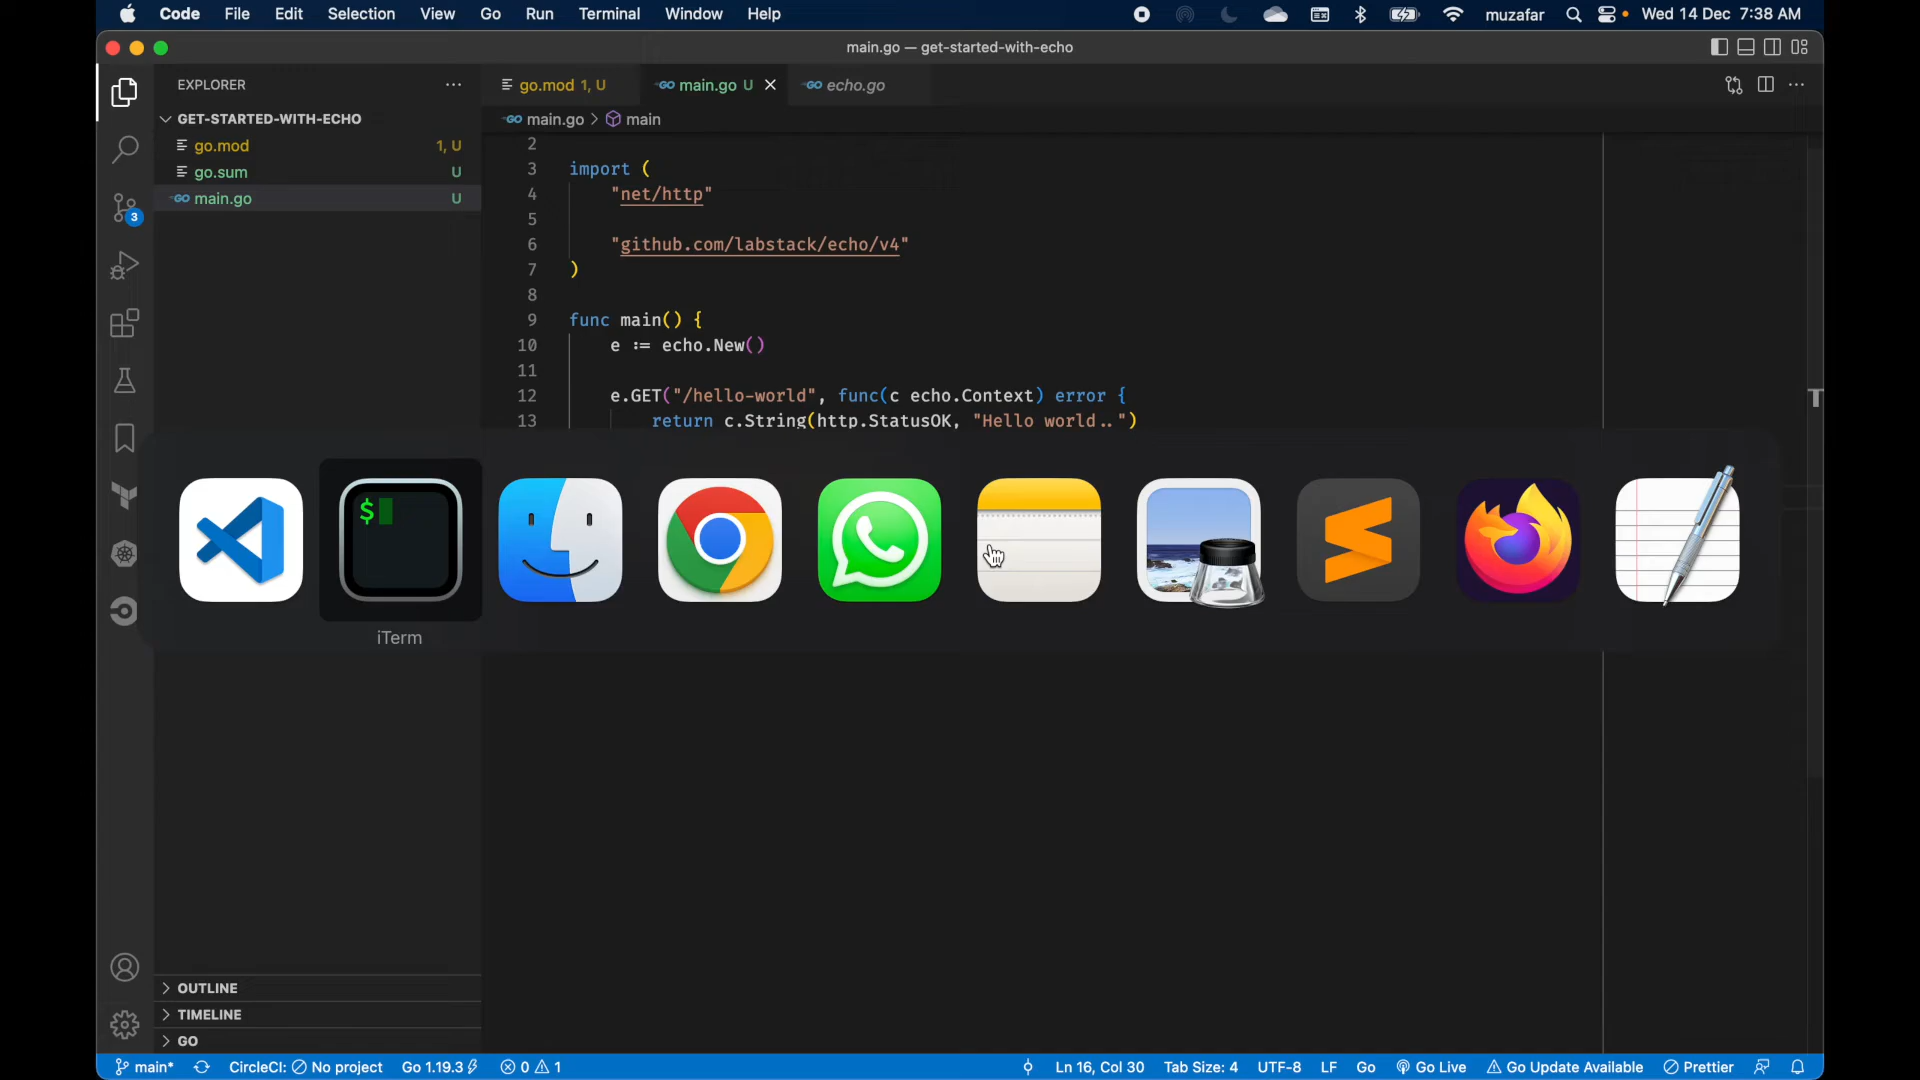 Code File Edit Selection View Go Run Terminal Window Help muzafar Wed 14 Dec 7:38 AM
main.go — get-started-with-echo
EXPLORER
GET-STARTED-WITH-ECHO
go.mod 1, U
go.sum U
main.go U
go.mod 1, U main.go U echo.go
main.go > main
2
3 import (
4 "net/http"
5
6 "github.com/labstack/echo/v4"
7 )
8
9 func main() {
10 e := echo.New()
11
12 e.GET("/hello-world", func(c echo.Context) error {
13 return c.String(http.StatusOK, "Hello world..")
3
$
iTerm
OUTLINE
TIMELINE
GO
main* CircleCI: No project Go 1.19.3 0 1 Ln 16, Col 30 Tab Size: 4 UTF-8 LF Go Go Live Go Update Available Prettier